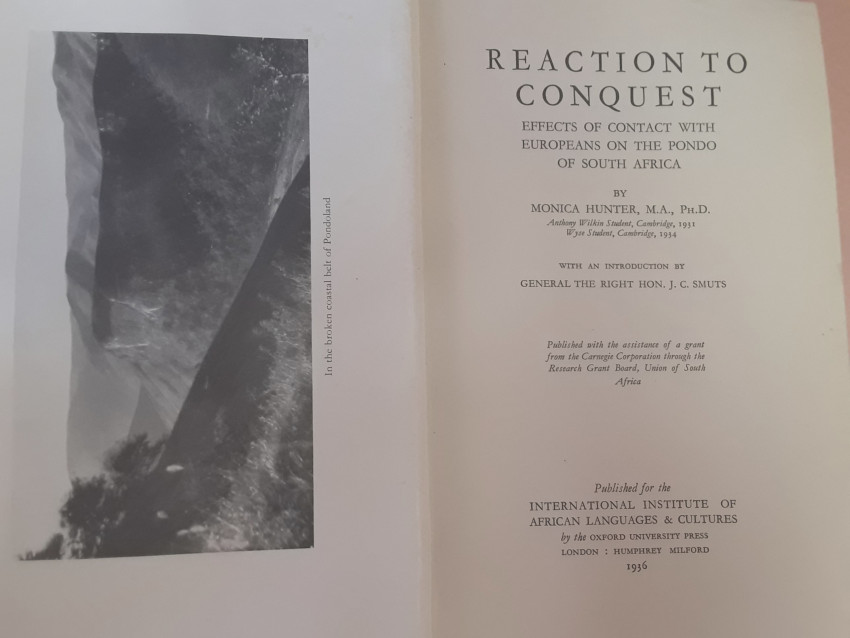 In the broken coastal belt of Pondoland
REACTION TO
CONQUEST
EFFECTS OF CONTACT WITH
EUROPEANS ON THE PONDO
OF SOUTH AFRICA
BY
MONICA HUNTER, M.A., PH.D.
Anthony Wilkin Student, Cambridge, 1931
Wyse Student, Cambridge, 1934
WITH AN INTRODUCTION BY
GENERAL THE RIGHT HON. J. C. SMUTS
Published with the assistance of a grant
from the Carnegie Corporation through the
Research Grant Board, Union of South
Africa
Published for the
INTERNATIONAL INSTITUTE OF
AFRICAN LANGUAGES & CULTURES
by the OXFORD UNIVERSITY PRESS
LONDON : HUMPHREY MILFORD
1936